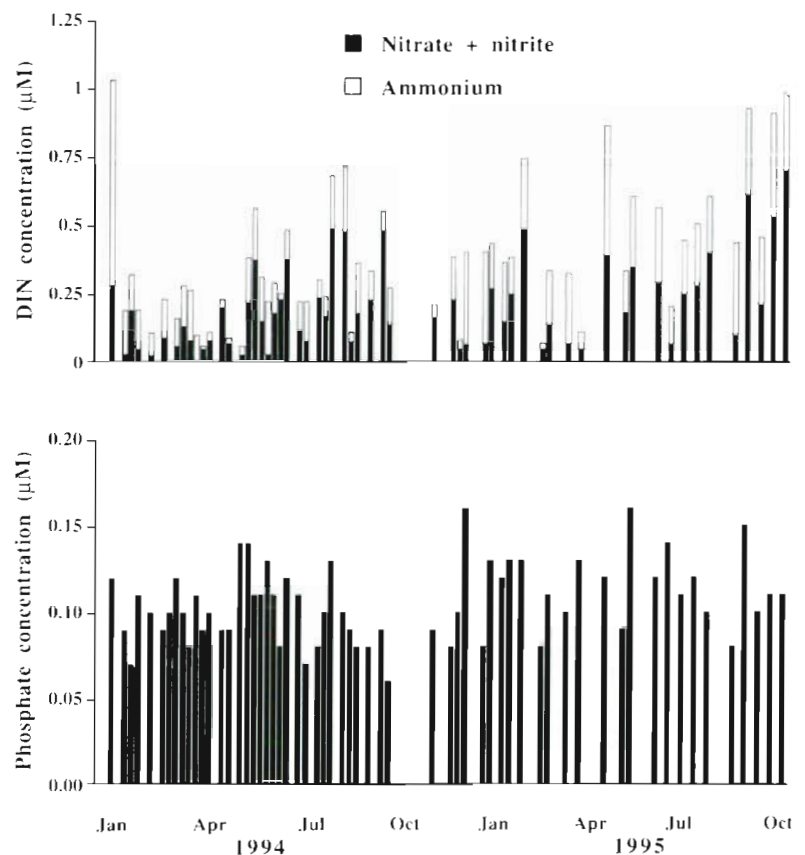 1.25
1
0.75
0.5
0.25
0
DIN concentration (µM)
Nitrate + nitrite
Ammonium
0.20
0.15
0.10
0.05
0.00
Phosphate concentration (µM)
Jan Apr Jul Oct Jan Apr Jul Oct
1994 1995